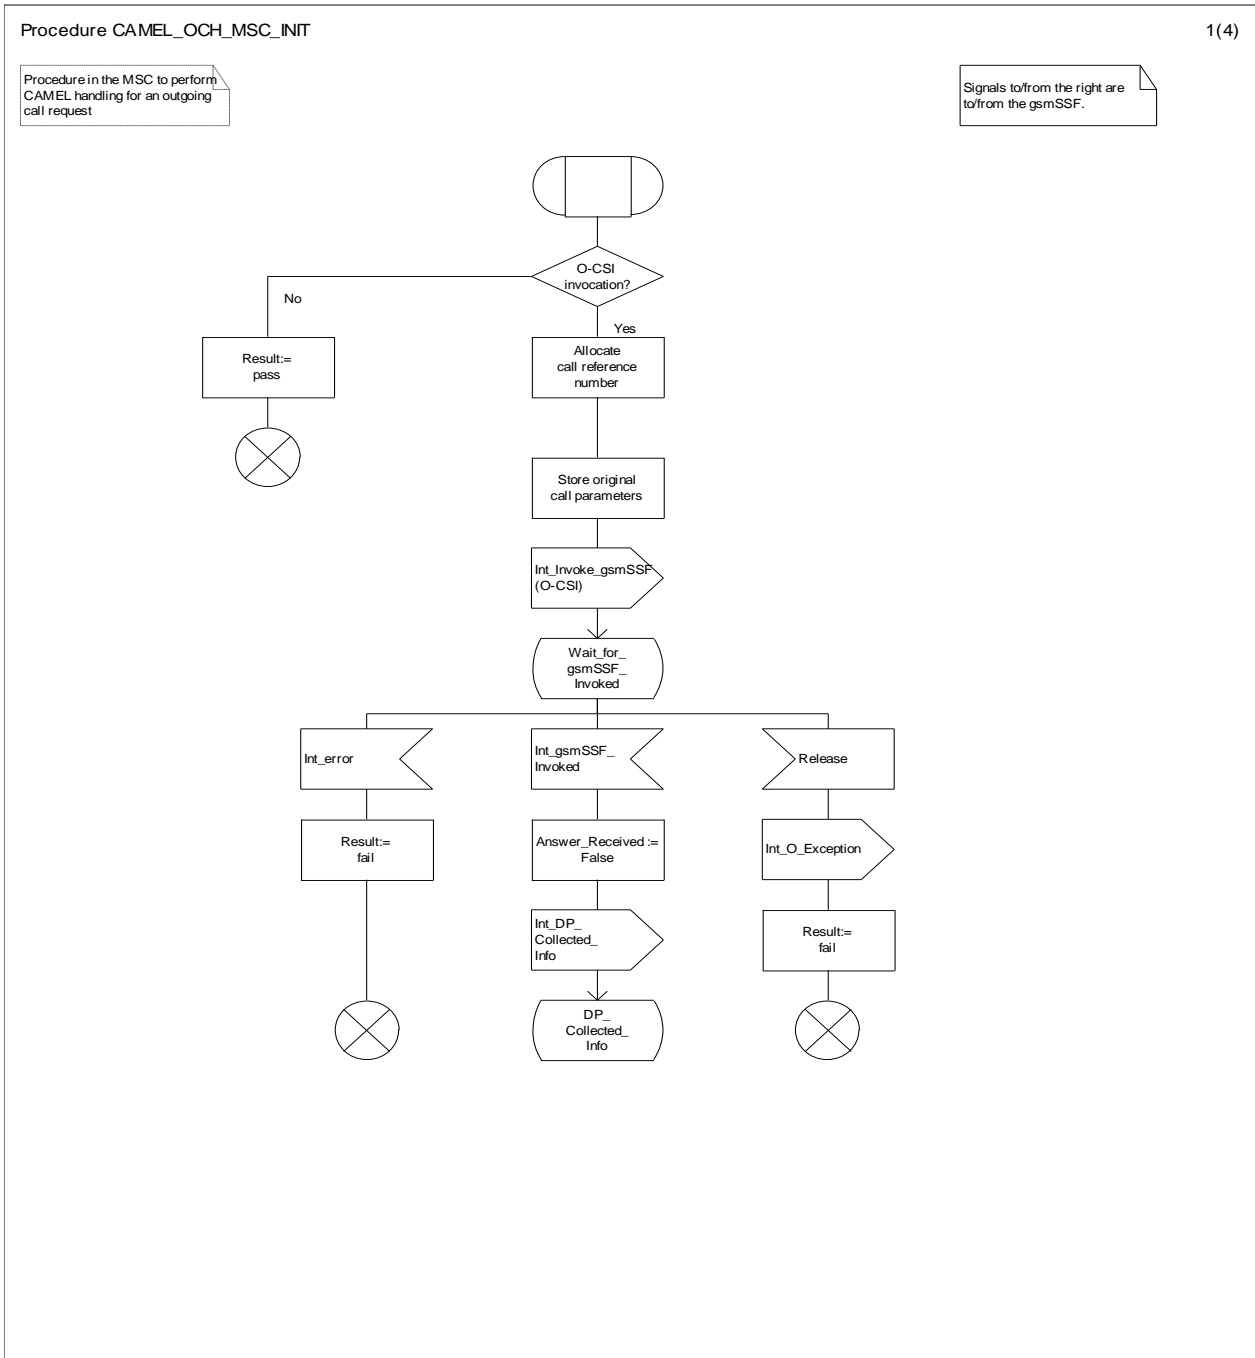 Procedure CAMEL_OCH_MSC_INIT
1(4)
Procedure in the MSC to perform
CAMEL handling for an outgoing
call request
Signals to/from the right are
to/from the gsmSSF.
O-CSI
invocation?
No
Yes
Result:=
pass
Allocate
call reference
number
Store original
call parameters
Int_Invoke_gsmSSF
(O-CSI)
Wait_for_
gsmSSF_
Invoked
Int_error
Int_gsmSSF_
Invoked
Release
Result:=
fail
Answer_Received :=
False
Int_O_Exception
Int_DP_
Collected_
Info
Result:=
fail
DP_
Collected_
Info